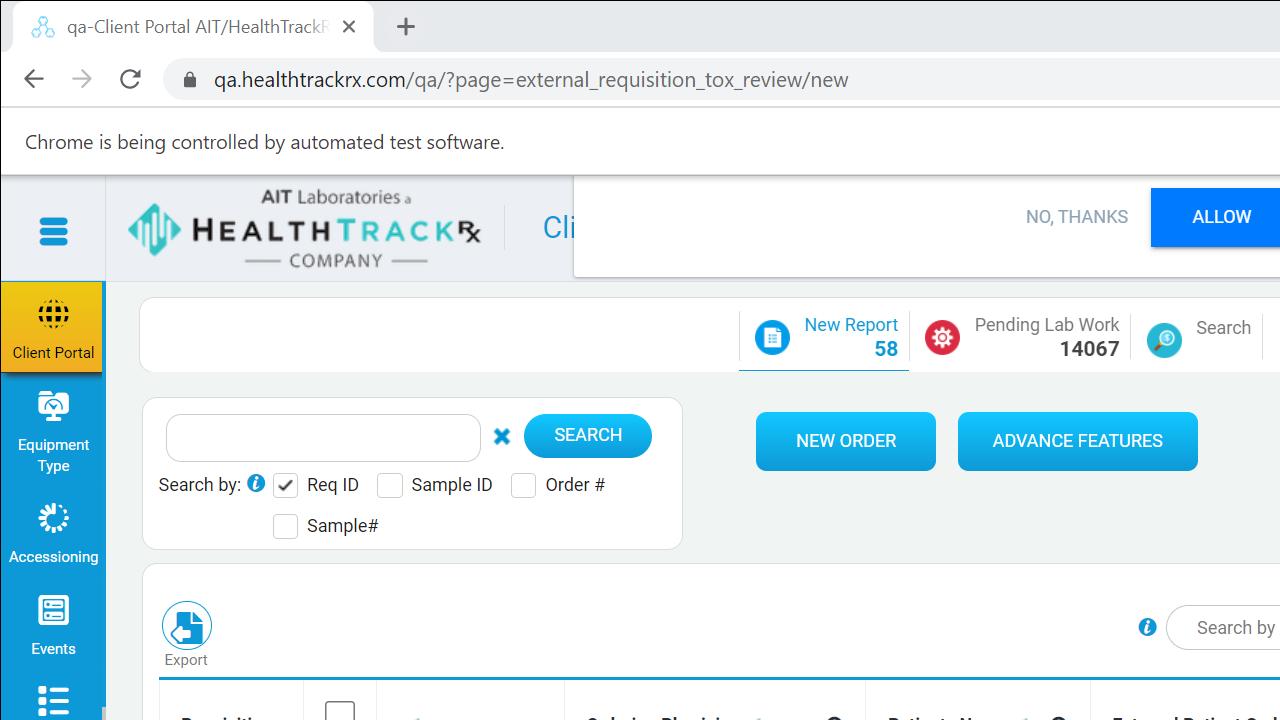 qa-Client Portal AIT/HealthTrackR
qa.healthtrackrx.com/qa/?page=external_requisition_tox_review/new
Chrome is being controlled by automated test software.
AIT Laboratories a
HEALTHTRACKRx
COMPANY
Cli
NO, THANKS
ALLOW
Client Portal
New Report
58
Pending Lab Work
14067
Search
Equipment
Type
SEARCH
NEW ORDER
ADVANCE FEATURES
Search by:
Req ID
Sample ID
Order #
Sample#
Accessioning
Events
Export
Search by